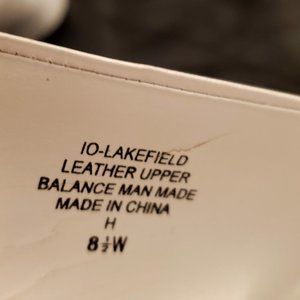 IO-LAKEFIELD
LEATHER UPPER
BALANCE MAN MADE
MADE IN CHINA
H
8½W